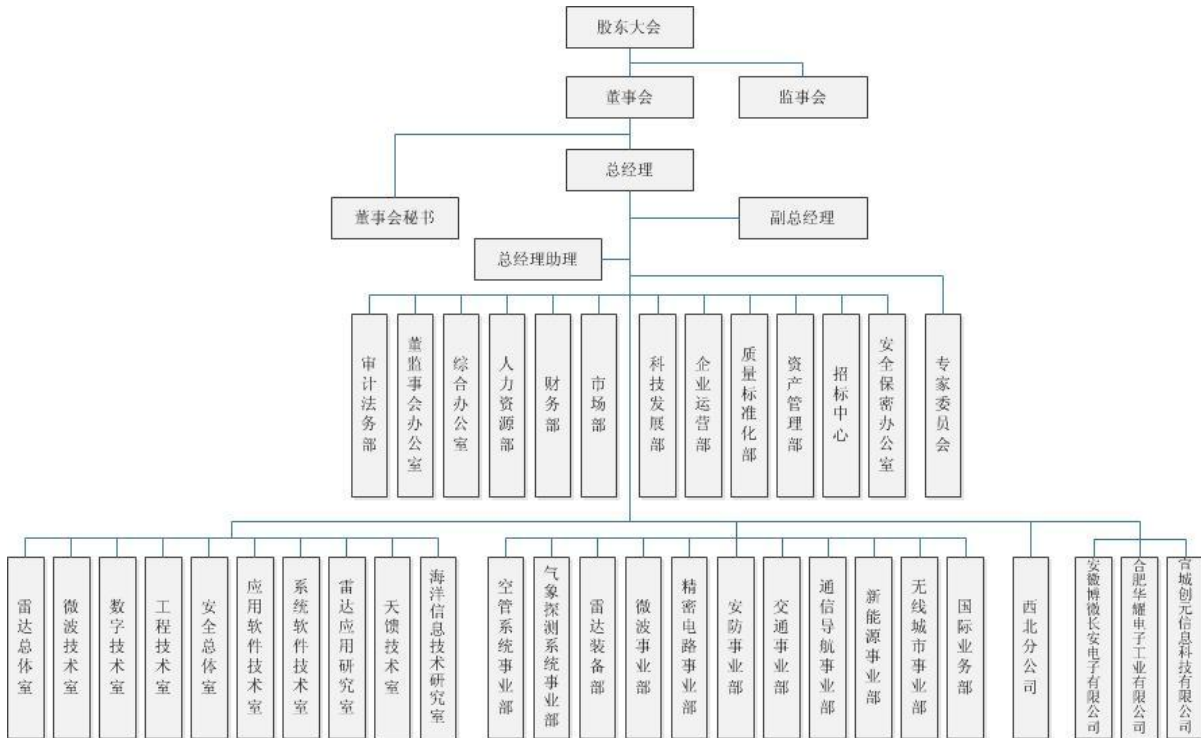 股东大会
董事会
监事会
总经理
董事会秘书
副总经理
总经理助理
审计法务部
董监事会办公室
综合办公室
人力资源部
财务部
市场部
科技发展部
企业运营部
质量标准化部
资产管理部
招标中心
安全保密办公室
专家委员会
雷达总体室
微波技术室
数字技术室
工程技术室
安全总体室
应用软件技术室
系统软件技术室
雷达应用研究室
天馈技术室
海洋信息技术研究室
空管系统事业部
气象探测系统事业部
雷达装备部
微波事业部
精密电路事业部
安防事业部
交通事业部
通信导航事业部
新能源事业部
无线城市事业部
国际业务部
西北分公司
安徽博微长安电子有限公司
合肥华耀电子工业有限公司
宣城创元信息科技有限公司